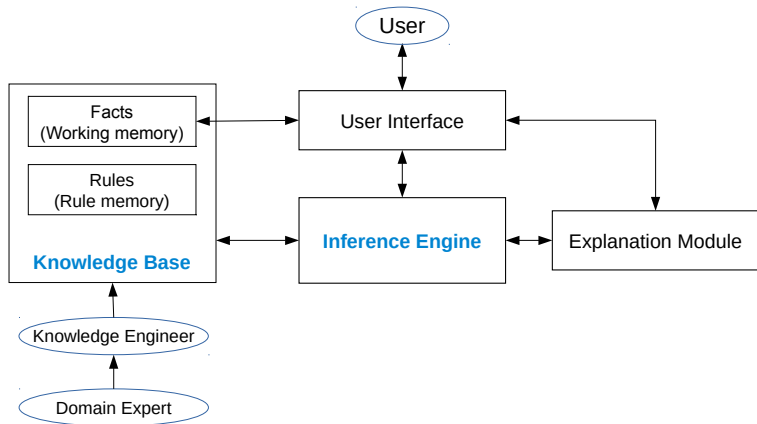 User
Facts
(Working memory)
User Interface
Rules
(Rule memory)
Knowledge Base
Inference Engine
Explanation Module
Knowledge Engineer
Domain Expert